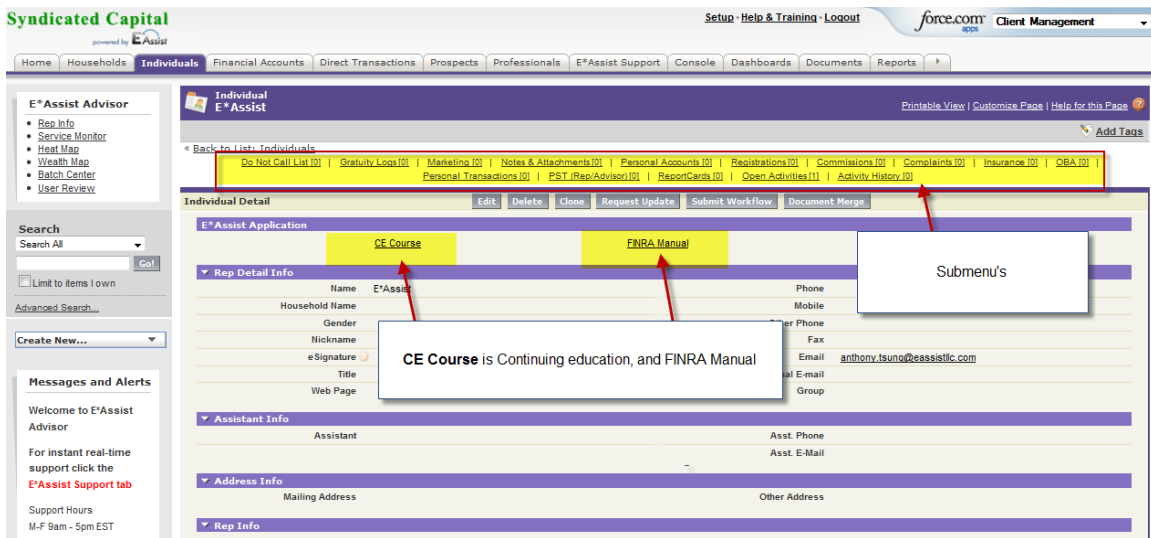 Syndicated Capital
powered by E*Assist
Setup · Help & Training · Logout
force.com apps
Client Management
Home Households Individuals Financial Accounts Direct Transactions Prospects Professionals E*Assist Support Console Dashboards Documents Reports
E*Assist Advisor
Rep Info
Service Monitor
Heat Map
Wealth Map
Batch Center
User Review
Search
Search All
Go!
Limit to items I own
Advanced Search...
Create New...
Messages and Alerts
Welcome to E*Assist
Advisor
For instant real-time
support click the
E*Assist Support tab
Support Hours
M-F 9am - 5pm EST
Individual
E*Assist
Printable View | Customize Page | Help for this Page
Add Tags
« Back to List: Individuals
Do Not Call List [0] | Gratuity Logs [0] | Marketing [0] | Notes & Attachments [0] | Personal Accounts [0] | Registrations [0] | Commissions [0] | Complaints [0] | Insurance [0] | OBA [0] |
Personal Transactions [0] | PST (Rep/Advisor) [0] | ReportCards [0] | Open Activities [1] | Activity History [0]
Individual Detail
Edit Delete Clone Request Update Submit Workflow Document Merge
E*Assist Application
CE Course FINRA Manual
Submenu's
Rep Detail Info
Name E*Assist Phone
Household Name Mobile
Gender er Phone
Nickname Fax
eSignature Email anthony.tsung@eassistllc.com
Title al E-mail
Web Page Group
CE Course is Continuing education, and FINRA Manual
Assistant Info
Assistant Asst. Phone
Asst. E-Mail
Address Info
Mailing Address Other Address
Rep Info